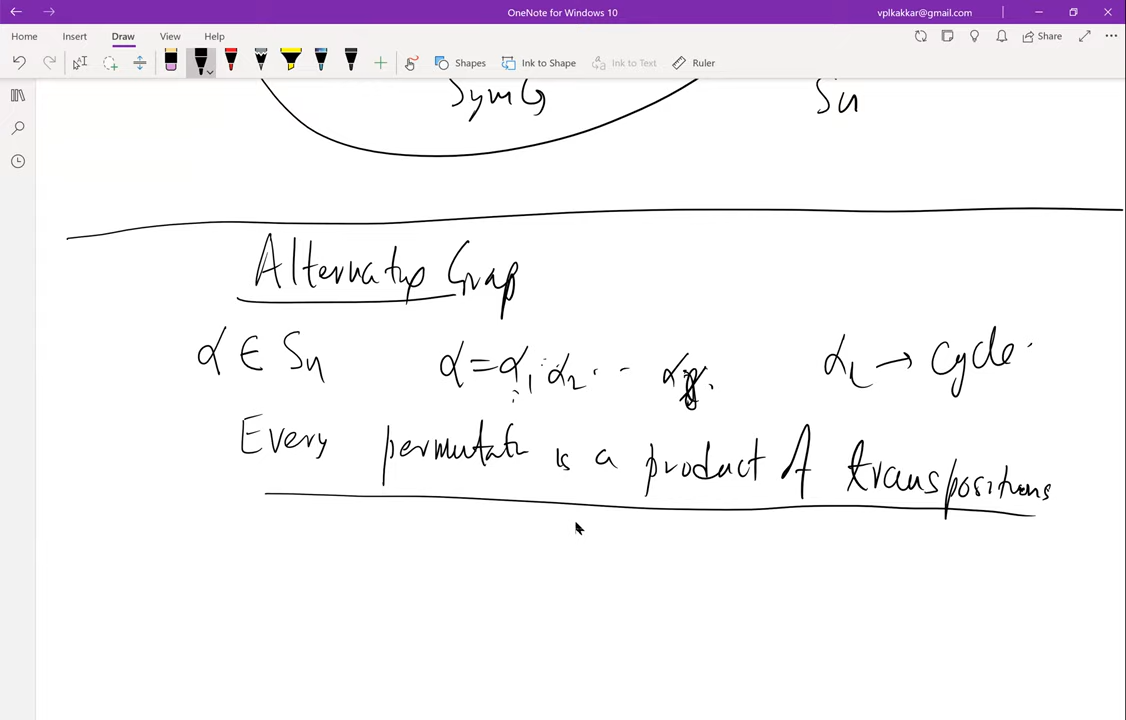 OneNote for Windows 10
vplkakkar@gmail.com
Home Insert Draw View Help
Share
Shapes Ink to Shape Ink to Text Ruler
Sym G Sn
Alternating Group
α ∈ Sn α = α1 α2 ... αr. αi → cycle.
Every permutation is a product of transpositions